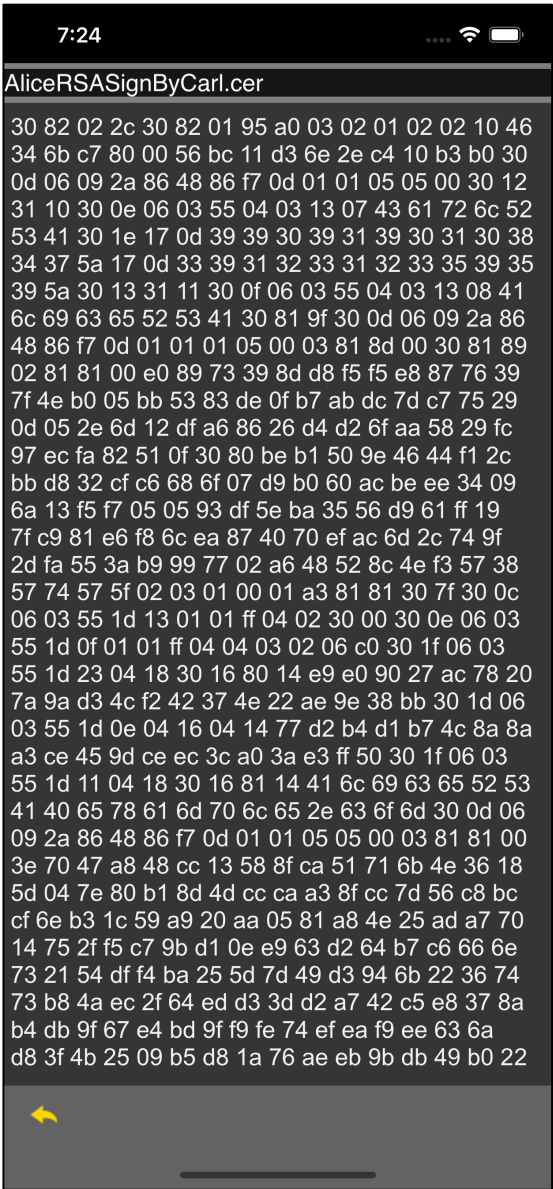 7:24
AliceRSASignByCarl.cer
30 82 02 2c 30 82 01 95 a0 03 02 01 02 02 10 46
34 6b c7 80 00 56 bc 11 d3 6e 2e c4 10 b3 b0 30
0d 06 09 2a 86 48 86 f7 0d 01 01 05 05 00 30 12
31 10 30 0e 06 03 55 04 03 13 07 43 61 72 6c 52
53 41 30 1e 17 0d 39 39 30 39 31 39 30 31 30 38
34 37 5a 17 0d 33 39 31 32 33 31 32 33 35 39 35
39 5a 30 13 31 11 30 0f 06 03 55 04 03 13 08 41
6c 69 63 65 52 53 41 30 81 9f 30 0d 06 09 2a 86
48 86 f7 0d 01 01 01 05 00 03 81 8d 00 30 81 89
02 81 81 00 e0 89 73 39 8d d8 f5 f5 e8 87 76 39
7f 4e b0 05 bb 53 83 de 0f b7 ab dc 7d c7 75 29
0d 05 2e 6d 12 df a6 86 26 d4 d2 6f aa 58 29 fc
97 ec fa 82 51 0f 30 80 be b1 50 9e 46 44 f1 2c
bb d8 32 cf c6 68 6f 07 d9 b0 60 ac be ee 34 09
6a 13 f5 f7 05 05 93 df 5e ba 35 56 d9 61 ff 19
7f c9 81 e6 f8 6c ea 87 40 70 ef ac 6d 2c 74 9f
2d fa 55 3a b9 99 77 02 a6 48 52 8c 4e f3 57 38
57 74 57 5f 02 03 01 00 01 a3 81 81 30 7f 30 0c
06 03 55 1d 13 01 01 ff 04 02 30 00 30 0e 06 03
55 1d 0f 01 01 ff 04 04 03 02 06 c0 30 1f 06 03
55 1d 23 04 18 30 16 80 14 e9 e0 90 27 ac 78 20
7a 9a d3 4c f2 42 37 4e 22 ae 9e 38 bb 30 1d 06
03 55 1d 0e 04 16 04 14 77 d2 b4 d1 b7 4c 8a 8a
a3 ce 45 9d ce ec 3c a0 3a e3 ff 50 30 1f 06 03
55 1d 11 04 18 30 16 81 14 41 6c 69 63 65 52 53
41 40 65 78 61 6d 70 6c 65 2e 63 6f 6d 30 0d 06
09 2a 86 48 86 f7 0d 01 01 05 05 00 03 81 81 00
3e 70 47 a8 48 cc 13 58 8f ca 51 71 6b 4e 36 18
5d 04 7e 80 b1 8d 4d cc ca a3 8f cc 7d 56 c8 bc
cf 6e b3 1c 59 a9 20 aa 05 81 a8 4e 25 ad a7 70
14 75 2f f5 c7 9b d1 0e e9 63 d2 64 b7 c6 66 6e
73 21 54 df f4 ba 25 5d 7d 49 d3 94 6b 22 36 74
73 b8 4a ec 2f 64 ed d3 3d d2 a7 42 c5 e8 37 8a
b4 db 9f 67 e4 bd 9f f9 fe 74 ef ea f9 ee 63 6a
d8 3f 4b 25 09 b5 d8 1a 76 ae eb 9b db 49 b0 22